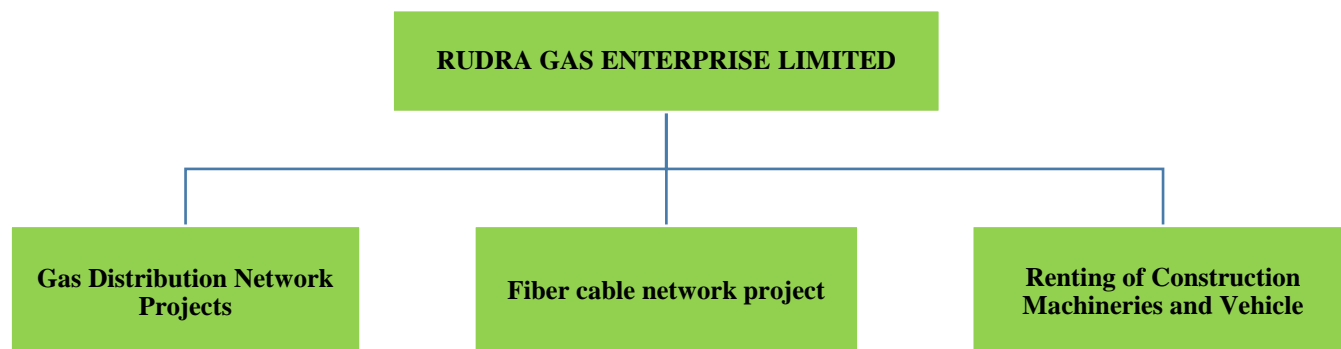 RUDRA GAS ENTERPRISE LIMITED
Gas Distribution Network
Projects
Fiber cable network project
Renting of Construction
Machineries and Vehicle